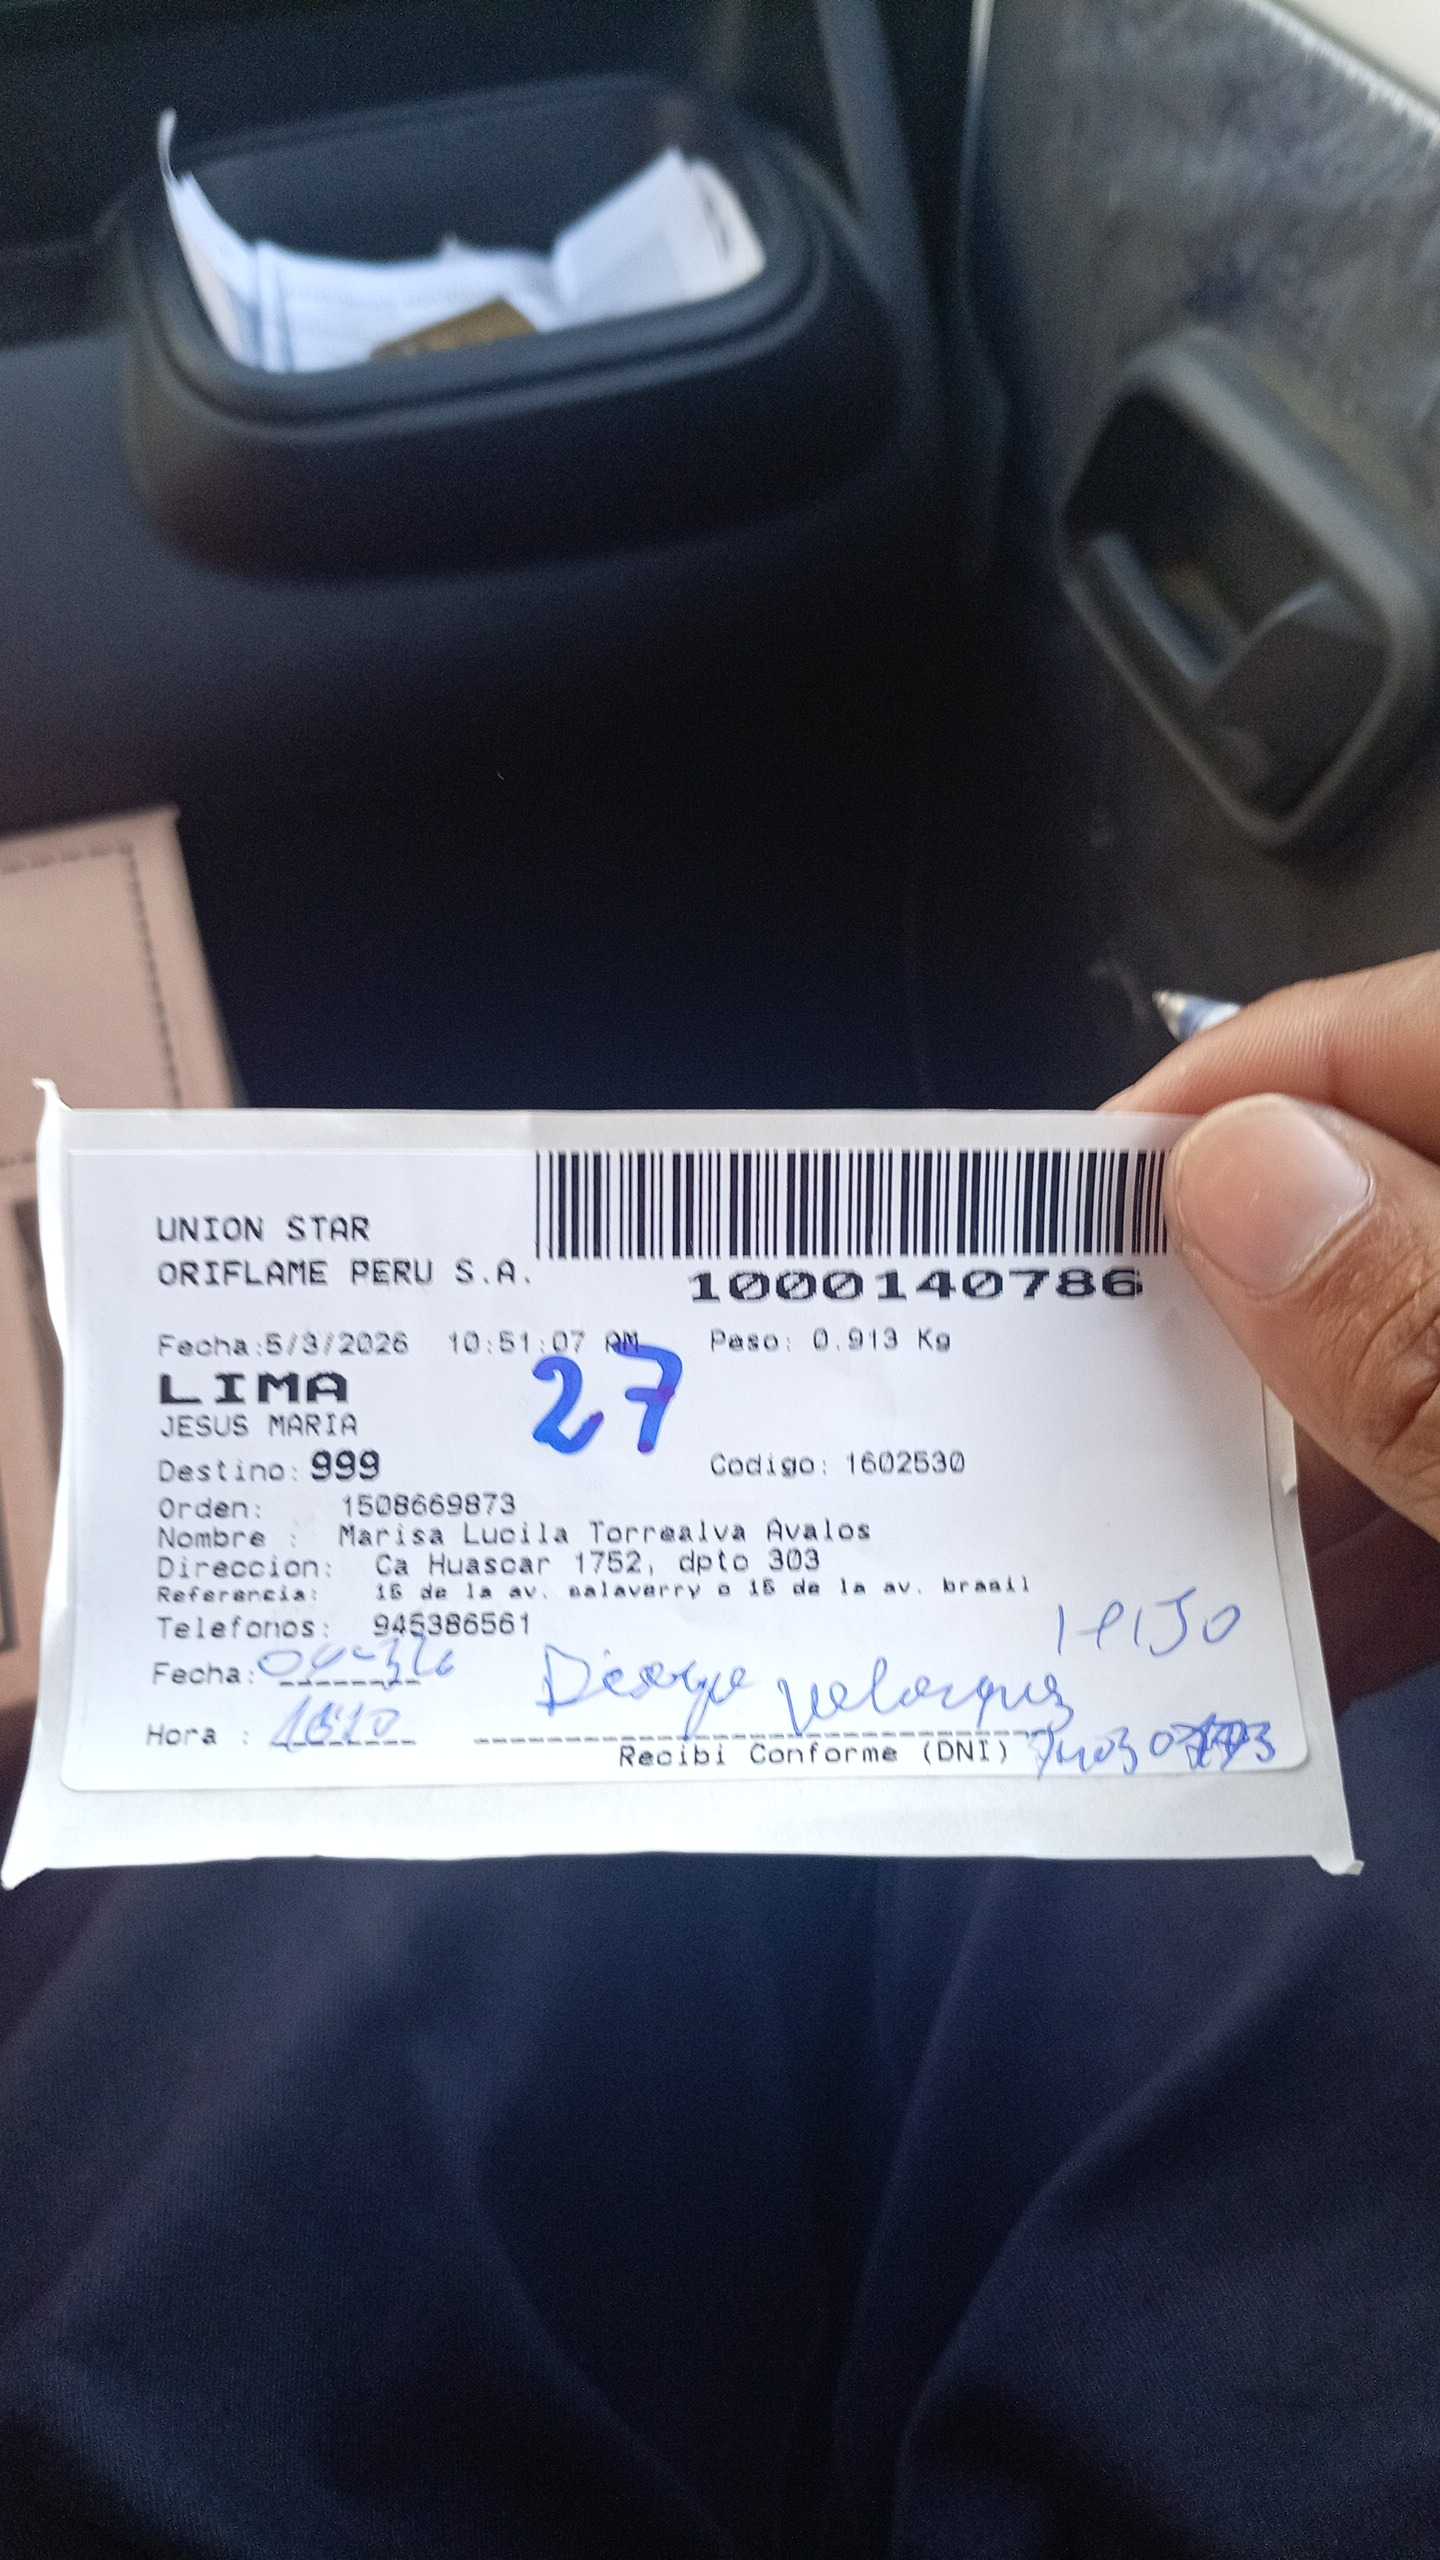 UNION STAR
ORIFLAME PERU S.A.
1000140786
Fecha:5/3/2026 10:51:07 AM Peso: 0.913 Kg
27
LIMA
JESUS MARIA
Destino: 999 Codigo: 1602530
Orden: 1508669873
Nombre : Marisa Lucila Torrealva Avalos
Direccion: Ca Huascar 1752, dpto 303
Referencia: 15 de la av. salaverry o 15 de la av. brasil
Telefonos: 945386561
HIJO
Fecha:
Hora :
Recibi Conforme (DNI)